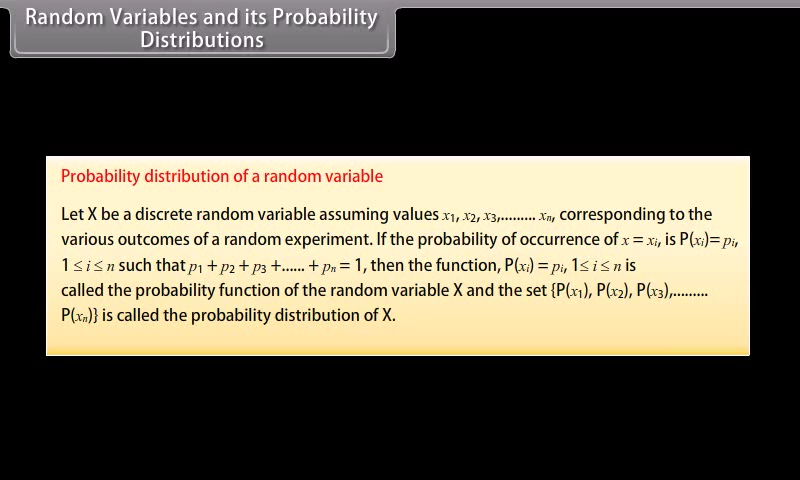 Random Variables and its Probability
Distributions
Probability distribution of a random variable
Let X be a discrete random variable assuming values x₁, x₂, x₃,......... xₙ, corresponding to the
various outcomes of a random experiment. If the probability of occurrence of x = xᵢ, is P(xᵢ)= pᵢ,
1 ≤ i ≤ n such that p₁ + p₂ + p₃ +...... + pₙ = 1, then the function, P(xᵢ) = pᵢ, 1≤ i ≤ n is
called the probability function of the random variable X and the set {P(x₁), P(x₂), P(x₃),.........
P(xₙ)} is called the probability distribution of X.